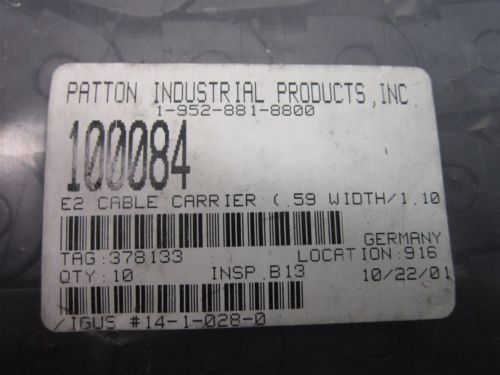 PATTON INDUSTRIAL PRODUCTS,INC
1-952-881-8800
100084
E2 CABLE CARRIER (.59 WIDTH/1.10
GERMANY
TAG:378133 LOCATION:916
QTY:10 INSP.B13 10/22/01
/IGUS #14-1-028-0